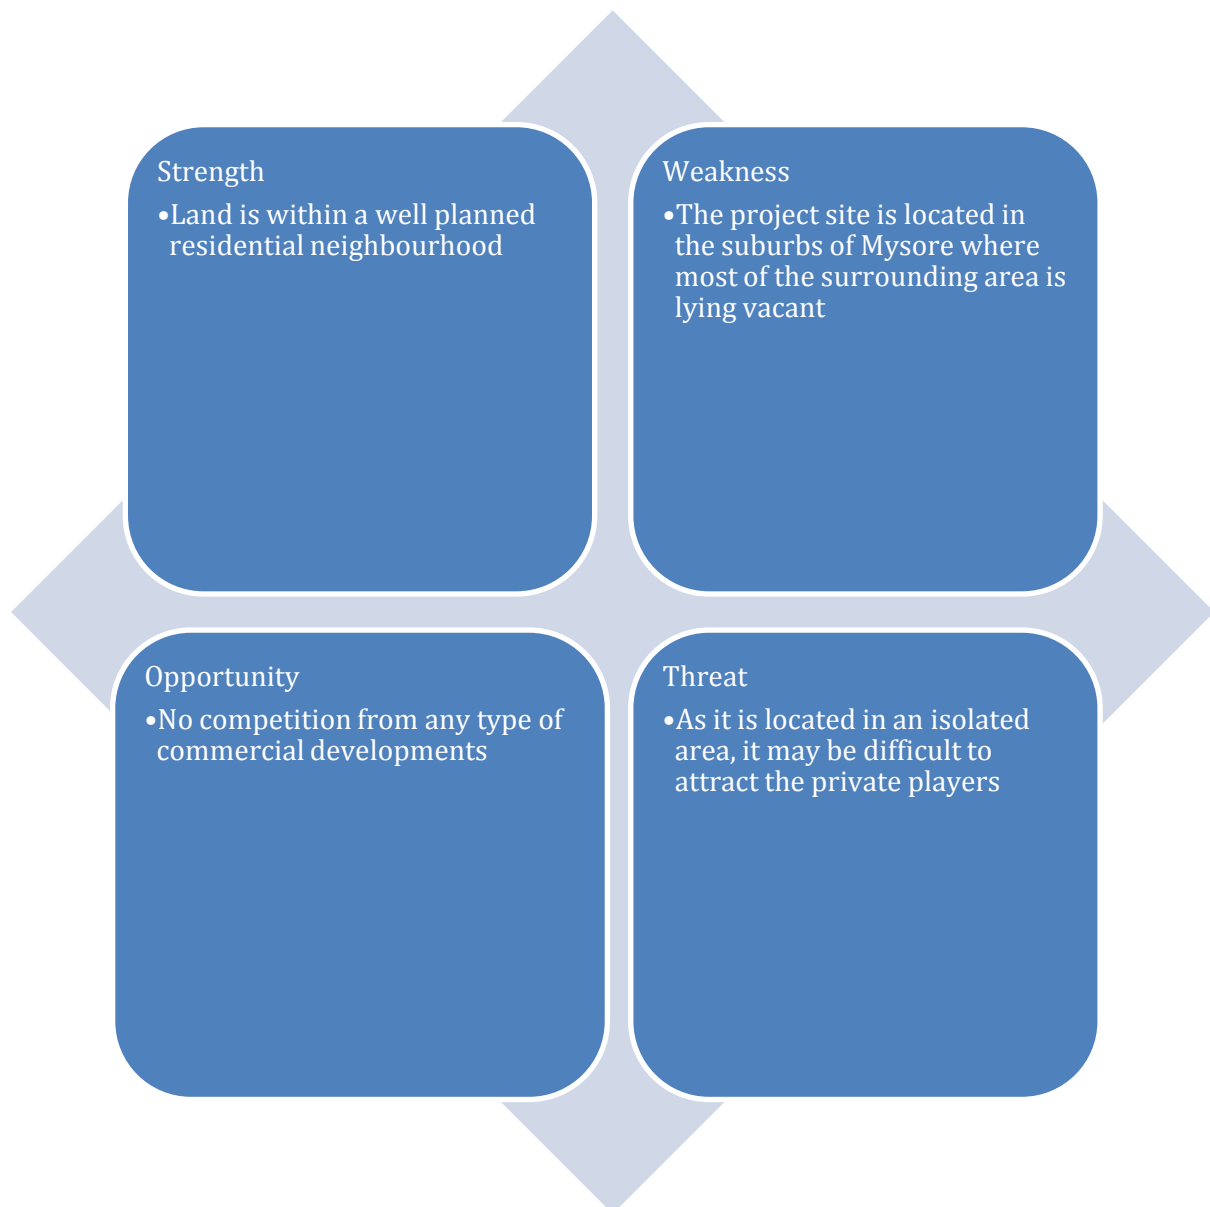 Strength
•Land is within a well planned
residential neighbourhood
Weakness
•The project site is located in
the suburbs of Mysore where
most of the surrounding area is
lying vacant
Opportunity
•No competition from any type of
commercial developments
Threat
•As it is located in an isolated
area, it may be difficult to
attract the private players